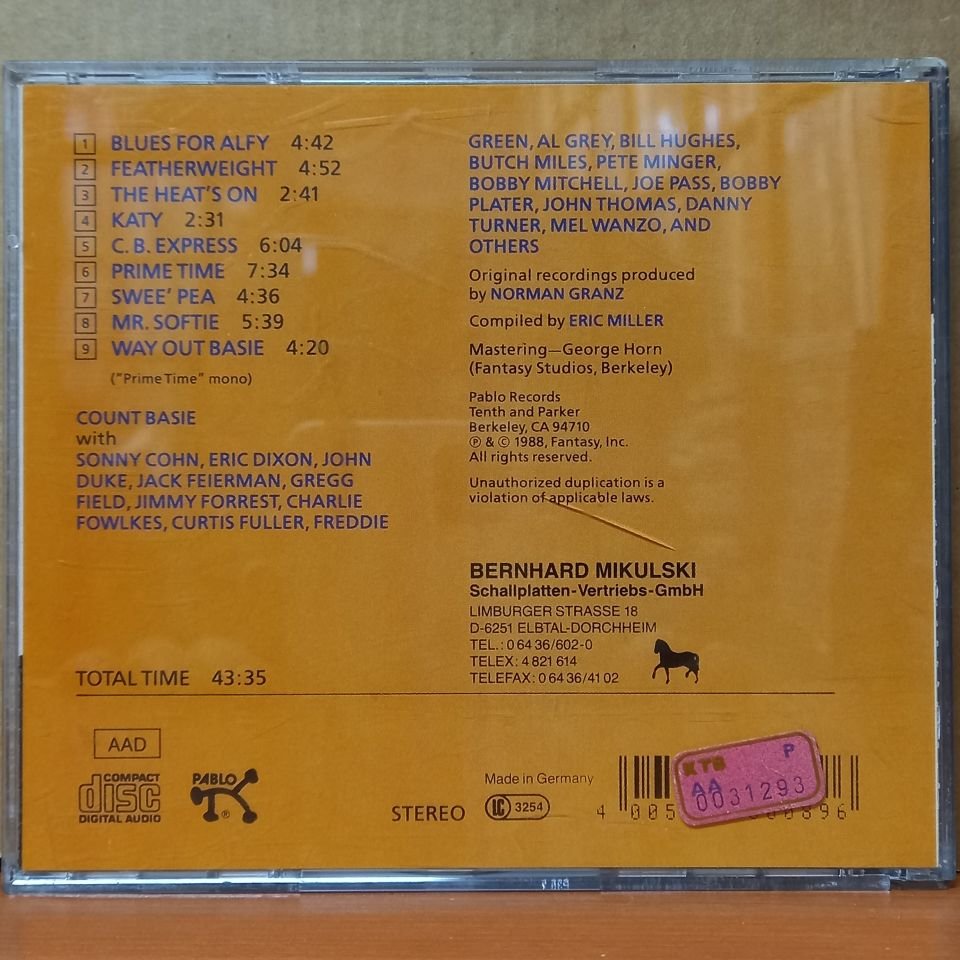 1 BLUES FOR ALFY 4:42
2 FEATHERWEIGHT 4:52
3 THE HEAT'S ON 2:41
4 KATY 2:31
5 C. B. EXPRESS 6:04
6 PRIME TIME 7:34
7 SWEE' PEA 4:36
8 MR. SOFTIE 5:39
9 WAY OUT BASIE 4:20
("Prime Time" mono)
COUNT BASIE
with
SONNY COHN, ERIC DIXON, JOHN
DUKE, JACK FEIERMAN, GREGG
FIELD, JIMMY FORREST, CHARLIE
FOWLKES, CURTIS FULLER, FREDDIE
GREEN, AL GREY, BILL HUGHES,
BUTCH MILES, PETE MINGER,
BOBBY MITCHELL, JOE PASS, BOBBY
PLATER, JOHN THOMAS, DANNY
TURNER, MEL WANZO, AND
OTHERS
Original recordings produced
by NORMAN GRANZ
Compiled by ERIC MILLER
Mastering—George Horn
(Fantasy Studios, Berkeley)
Pablo Records
Tenth and Parker
Berkeley, CA 94710
℗ & © 1988, Fantasy, Inc.
All rights reserved.
Unauthorized duplication is a
violation of applicable laws.
BERNHARD MIKULSKI
Schallplatten-Vertriebs-GmbH
LIMBURGER STRASSE 18
D-6251 ELBTAL-DORCHHEIM
TEL.: 0 64 36/602-0
TELEX: 4 821 614
TELEFAX: 0 64 36/41 02
TOTAL TIME 43:35
AAD
COMPACT
disc
DIGITAL AUDIO
PABLO
®
STEREO
Made in Germany
LC 3254
KTB P
AA
0031293
4 005 896